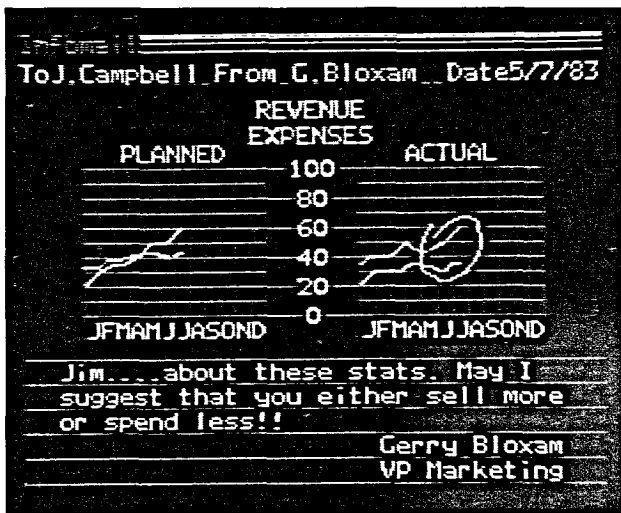 Infomail
ToJ.Campbell From G.Bloxam Date5/7/83
REVENUE
EXPENSES
PLANNED
ACTUAL
100
80
60
40
20
0
JFMAMJJASOND
JFMAMJJASOND
Jim....about these stats. May I
suggest that you either sell more
or spend less!!
Gerry Bloxam
VP Marketing